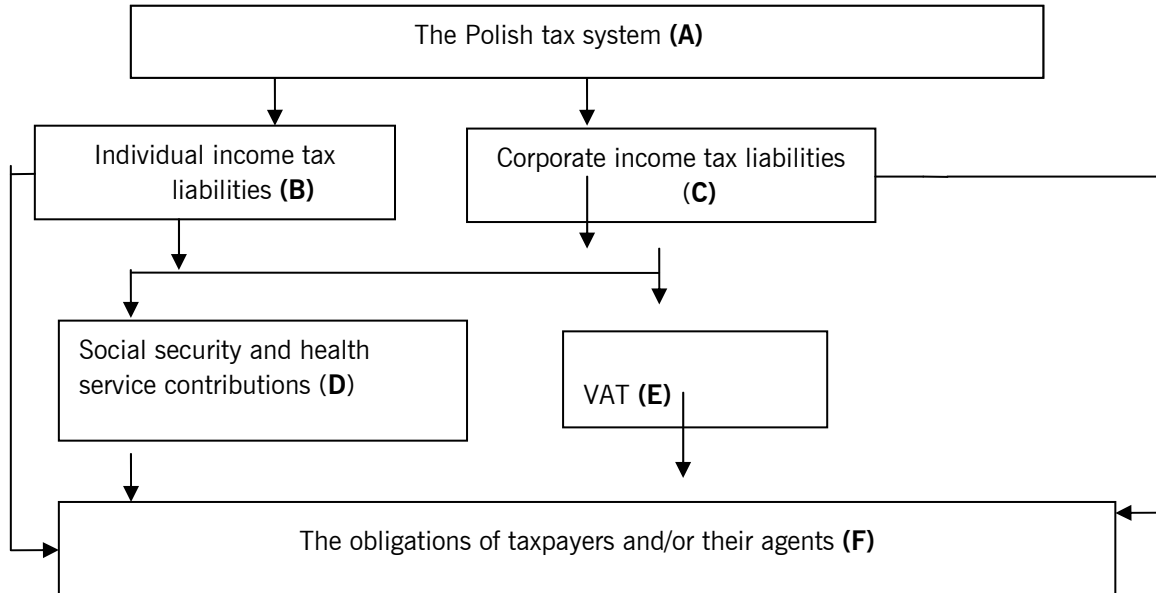 The Polish tax system (A)
Individual income tax
liabilities (B)
Corporate income tax liabilities
(C)
Social security and health
service contributions (D)
VAT (E)
The obligations of taxpayers and/or their agents (F)